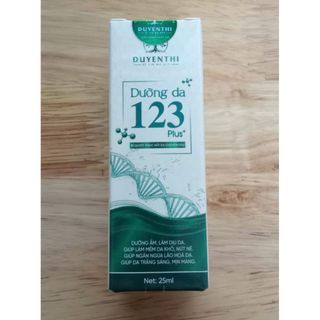 DUYENTHI
DUYENTHI
Dưỡng da
123
Plus+
DƯỠNG ẨM, LÀM DỊU DA,
GIÚP LÀM MỀM DA KHÔ, NỨT NẺ,
GIÚP NGĂN NGỪA LÃO HOÁ DA,
GIÚP DA TRẮNG SÁNG, MỊN MÀNG.
Net: 25ml